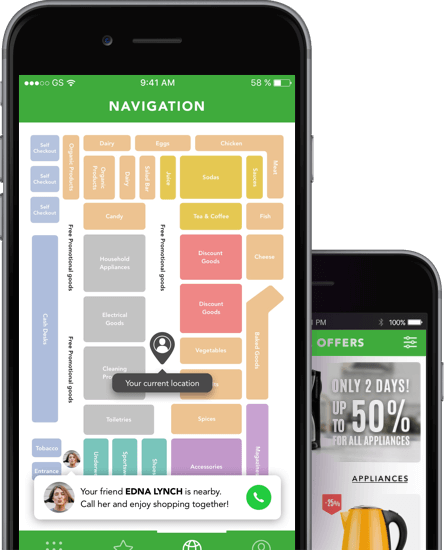 GS
9:41 AM
58 %
NAVIGATION
Self
Checkout
Organic Products
Dairy
Eggs
Chicken
Meat
Self
Checkout
Organic
Products
Dairy
Salad Bar
Juice
Sodas
Sauces
Self
Checkout
Candy
Tea & Coffee
Fish
Free Promotional goods
Free Promotional goods
Household
Appliances
Discount
Goods
Cheese
Cash Desks
Electrical
Goods
Discount
Goods
Baked Goods
Free Promotional goods
Vegetables
Cleaning
Your current location
Toiletries
Spices
Tobacco
Entrance
Accessories
Magazines
Your friend EDNA LYNCH is nearby.
Call her and enjoy shopping together!
PM
100%
OFFERS
ONLY 2 DAYS!
UP
TO
50%
FOR ALL APPLIANCES
APPLIANCES
-15%